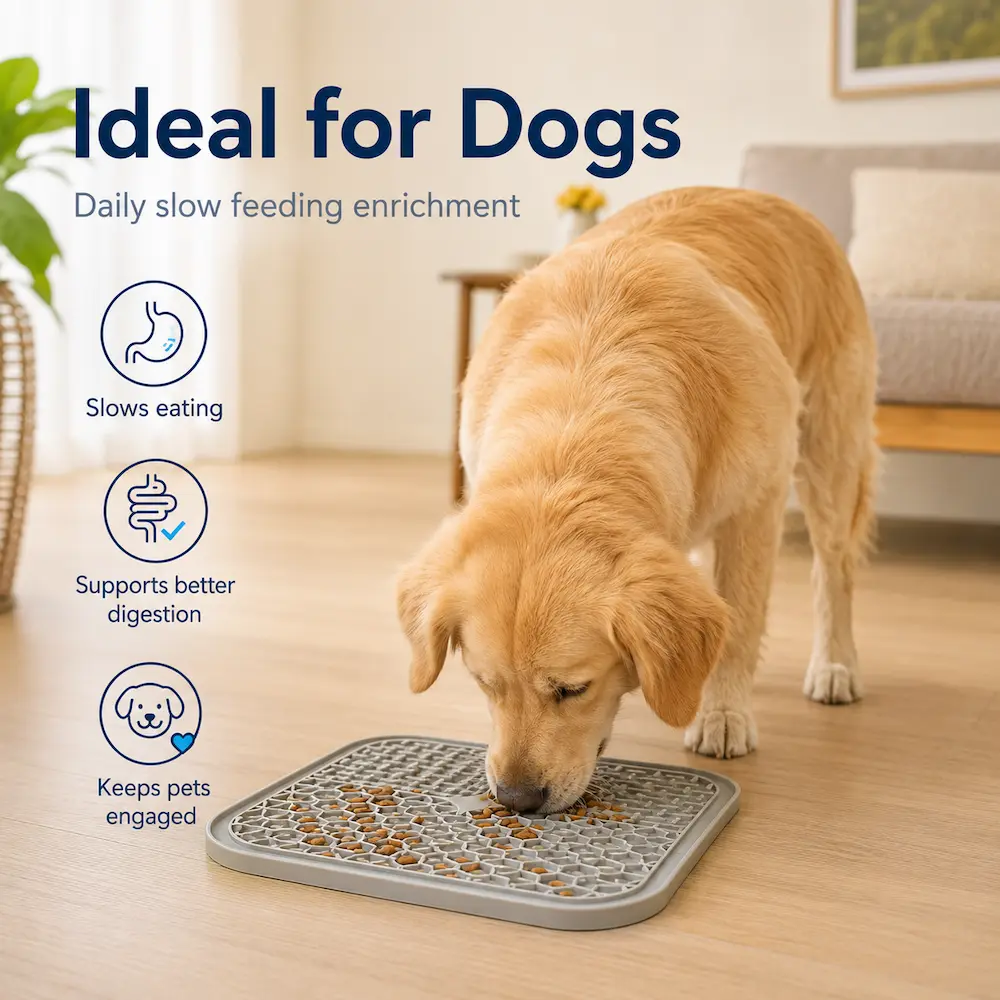 Ideal for Dogs
Daily slow feeding enrichment
Slows eating
Supports better
digestion
Keeps pets
engaged